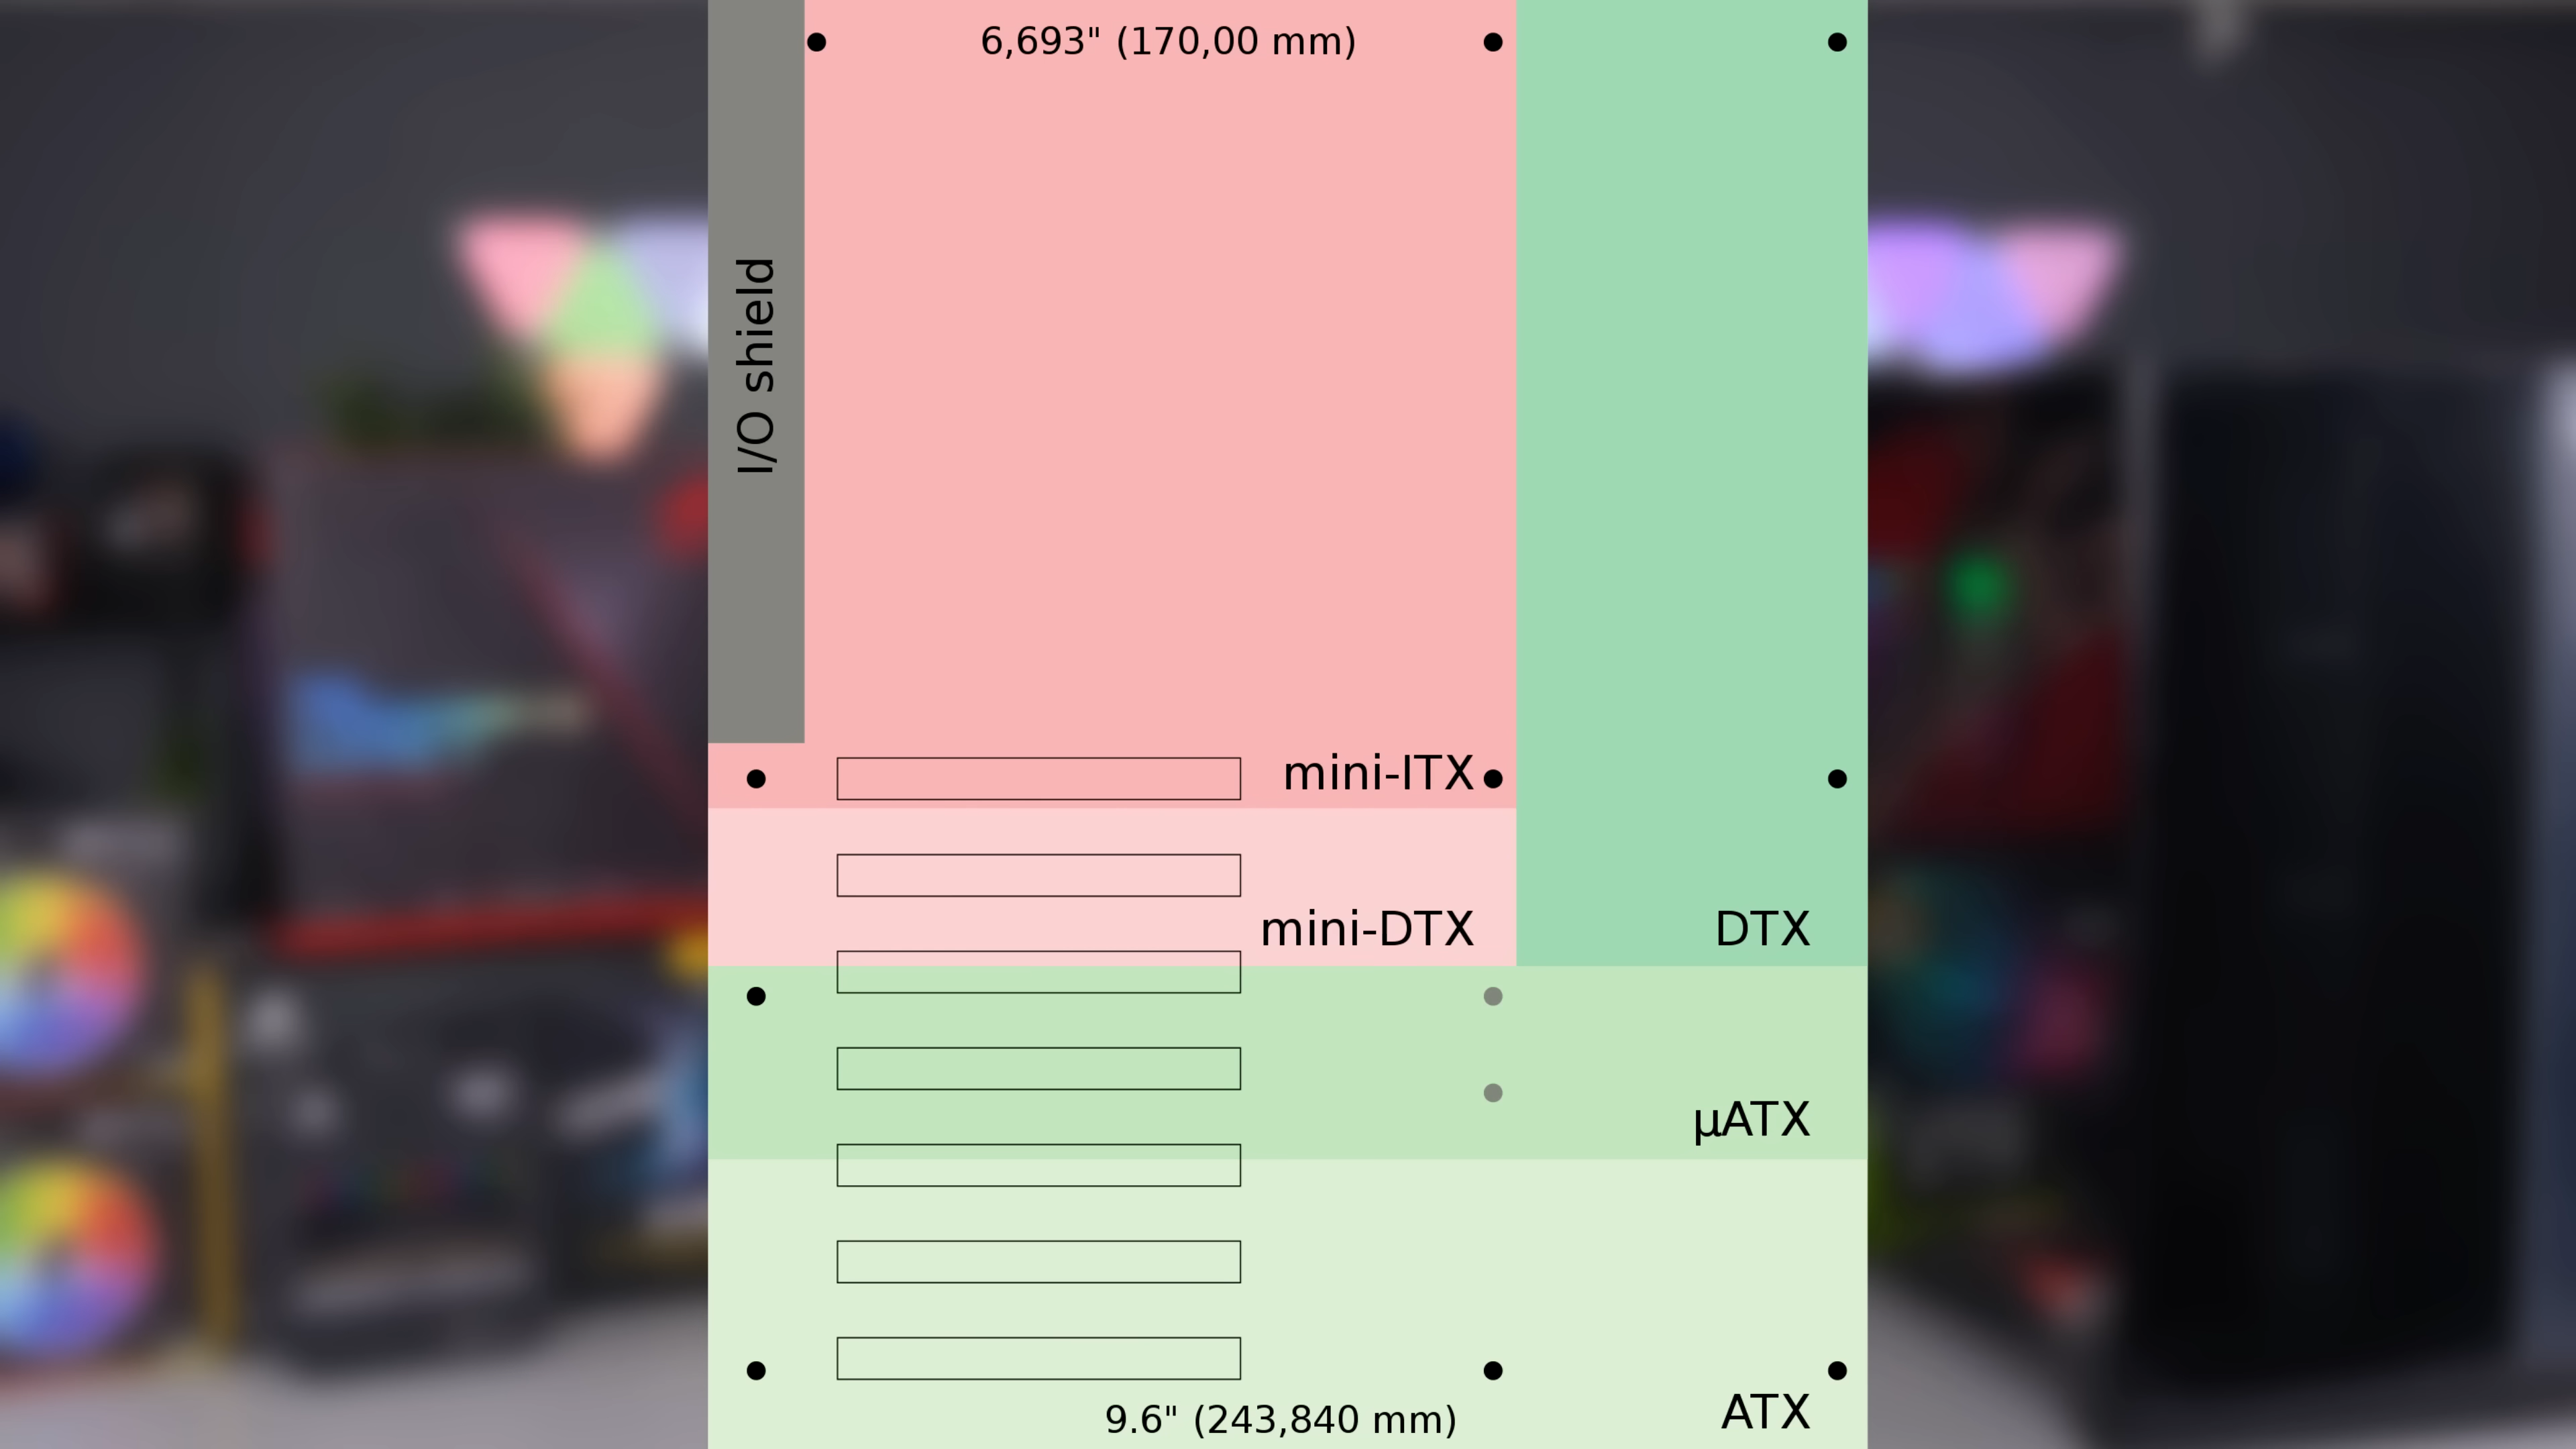 6,693" (170,00 mm)
I/O shield
mini-ITX
mini-DTX
DTX
µATX
9.6" (243,840 mm)
ATX